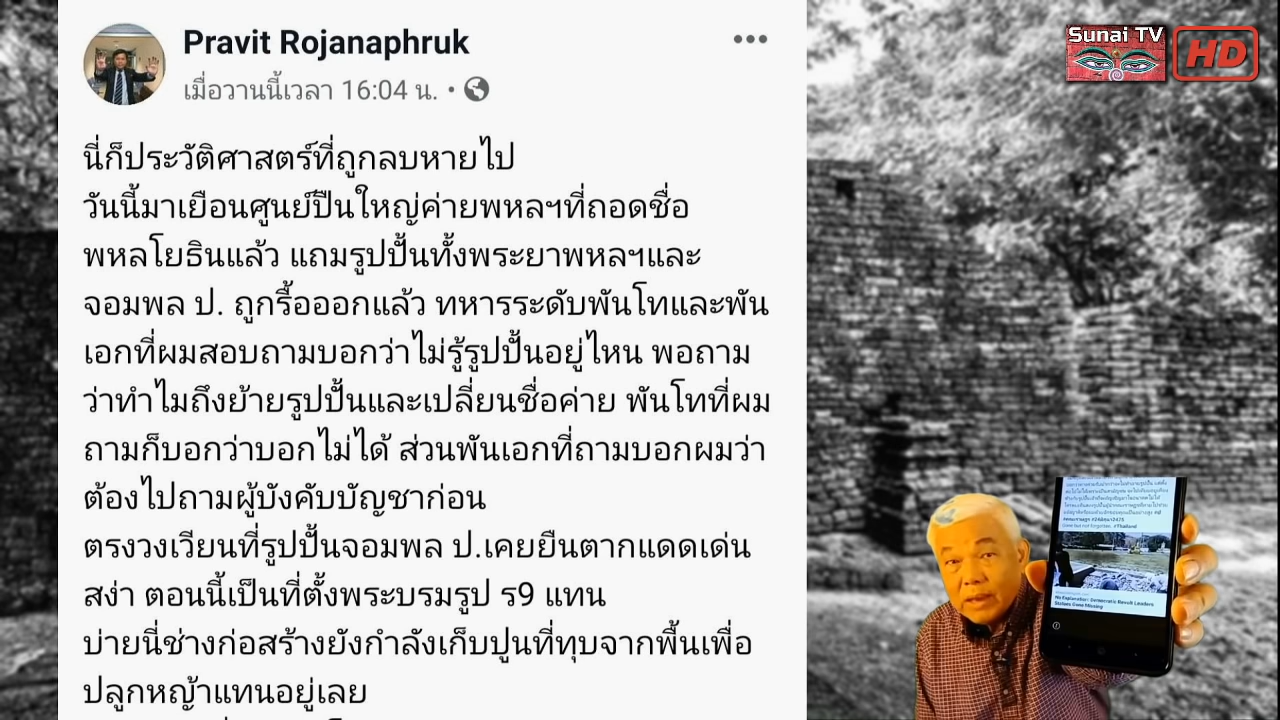 Pravit Rojanaphruk
เมื่อวานนี้เวลา 16:04 น.
นี่ก็ประวัติศาสตร์ที่ถูกลบหายไป
วันนี้มาเยือนศูนย์ปืนใหญ่ค่ายพหลฯที่ถอดชื่อ
พหลโยธินแล้ว แถมรูปปั้นทั้งพระยาพหลฯและ
จอมพล ป. ถูกรื้อออกแล้ว ทหารระดับพันโทและพัน
เอกที่ผมสอบถามบอกว่าไม่รู้รูปปั้นอยู่ไหน พอถาม
ว่าทำไมถึงย้ายรูปปั้นและเปลี่ยนชื่อค่าย พันโทที่ผม
ถามก็บอกว่าบอกไม่ได้ ส่วนพันเอกที่ถามบอกผมว่า
ต้องไปถามผู้บังคับบัญชาก่อน
ตรงวงเวียนที่รูปปั้นจอมพล ป.เคยยืนตากแดดเด่น
สง่า ตอนนี้เป็นที่ตั้งพระบรมรูป ร9 แทน
บ่ายนี่ช่างก่อสร้างยังกำลังเก็บปูนที่ทุบจากพื้นเพื่อ
ปลูกหญ้าแทนอยู่เลย
Sunai TV
HD
#Thailand
No Explanation: Democratic Revolt Leaders
Statues Gone Missing